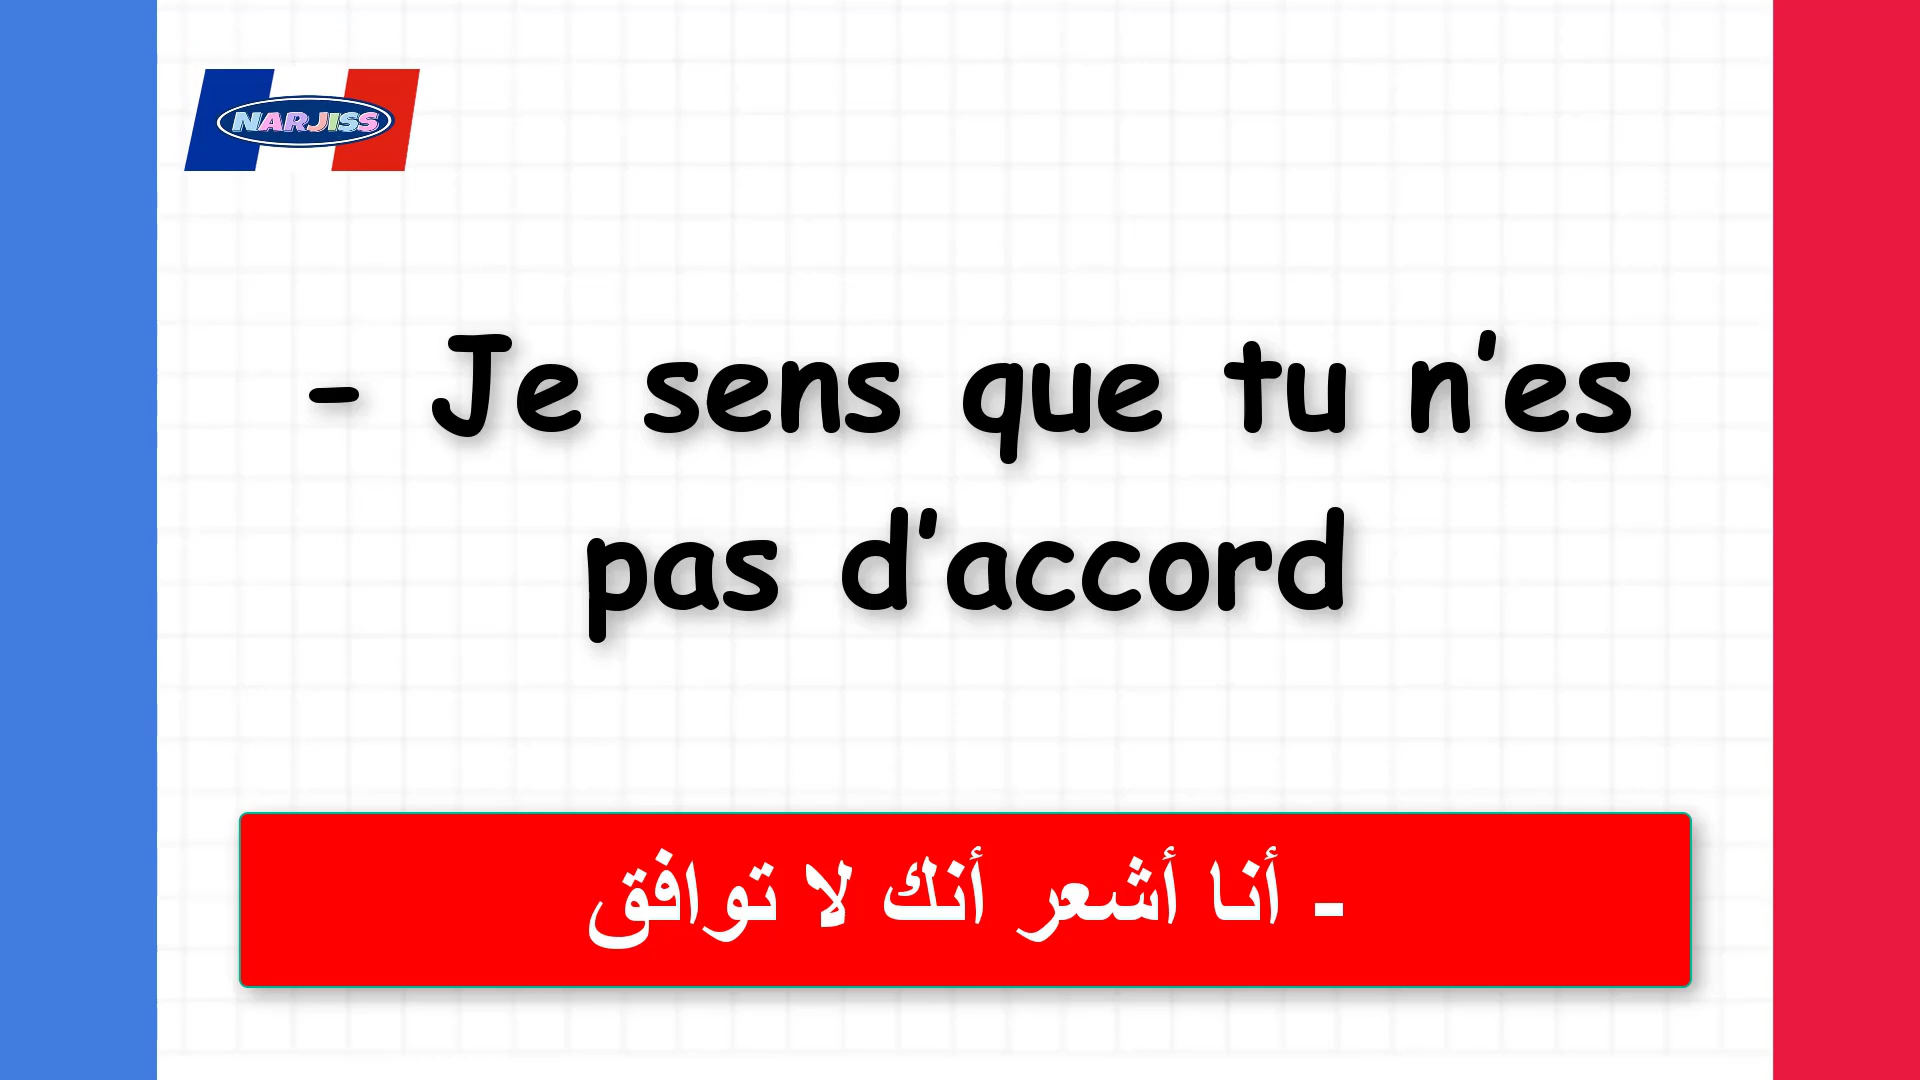 NARJISS
- Je sens que tu n’es
pas d’accord
- أنا أشعر أنك لا توافق